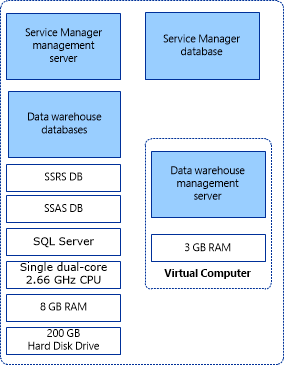 Service Manager
management
server
Service Manager
database
Data warehouse
databases
SSRS DB
SSAS DB
SQL Server
Single dual-core
2.66 GHz CPU
8 GB RAM
200 GB
Hard Disk Drive
Data warehouse
management
server
3 GB RAM
Virtual Computer